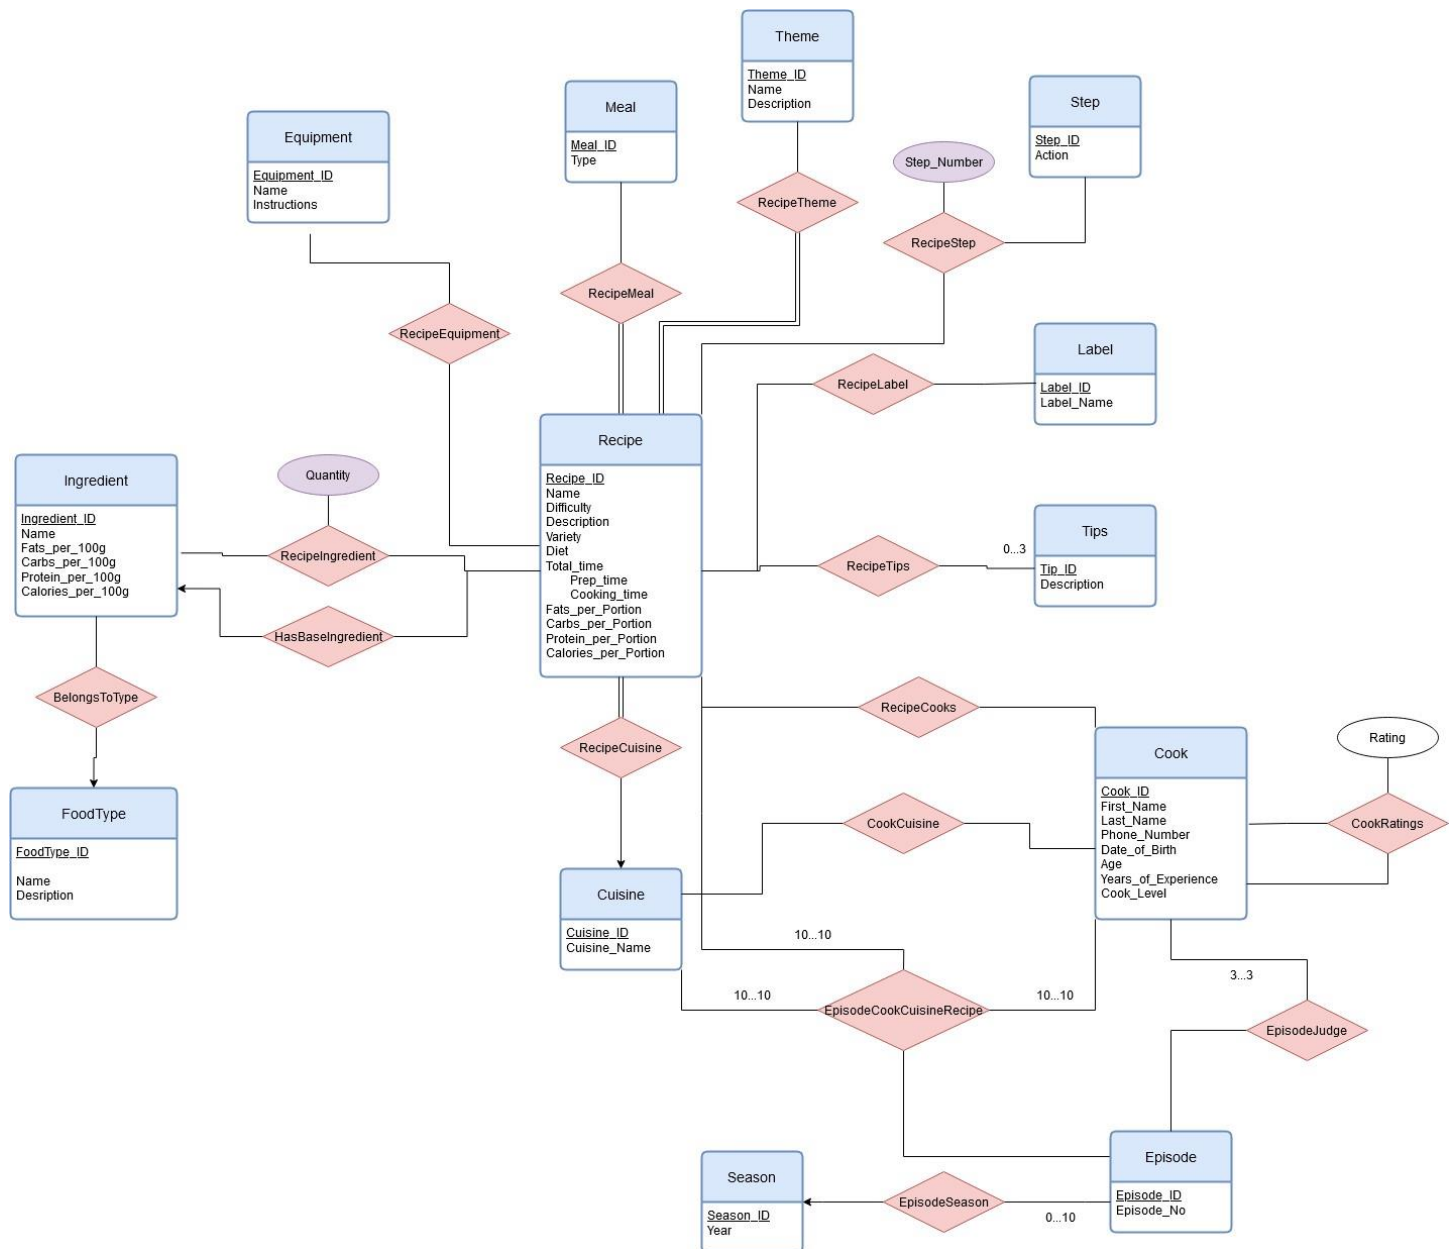 Theme
Theme_ID
Name
Description
Meal
Meal_ID
Type
Step
Step_ID
Action
Equipment
Equipment_ID
Name
Instructions
Step_Number
RecipeTheme
RecipeStep
RecipeMeal
RecipeEquipment
Label
Label_ID
Label_Name
RecipeLabel
Recipe
Recipe_ID
Name
Difficulty
Description
Variety
Diet
Total_time
Prep_time
Cooking_time
Fats_per_Portion
Carbs_per_Portion
Protein_per_Portion
Calories_per_Portion
Ingredient
Ingredient_ID
Name
Fats_per_100g
Carbs_per_100g
Protein_per_100g
Calories_per_100g
Quantity
RecipeIngredient
HasBaseIngredient
Tips
Tip_ID
Description
0...3
RecipeTips
BelongsToType
RecipeCooks
RecipeCuisine
FoodType
FoodType_ID
Name
Desription
Cook
Cook_ID
First_Name
Last_Name
Phone_Number
Date_of_Birth
Age
Years_of_Experience
Cook_Level
Rating
CookRatings
CookCuisine
Cuisine
Cuisine_ID
Cuisine_Name
10...10
10...10
10...10
EpisodeCookCuisineRecipe
3...3
EpisodeJudge
Season
Season_ID
Year
EpisodeSeason
0...10
Episode
Episode_ID
Episode_No